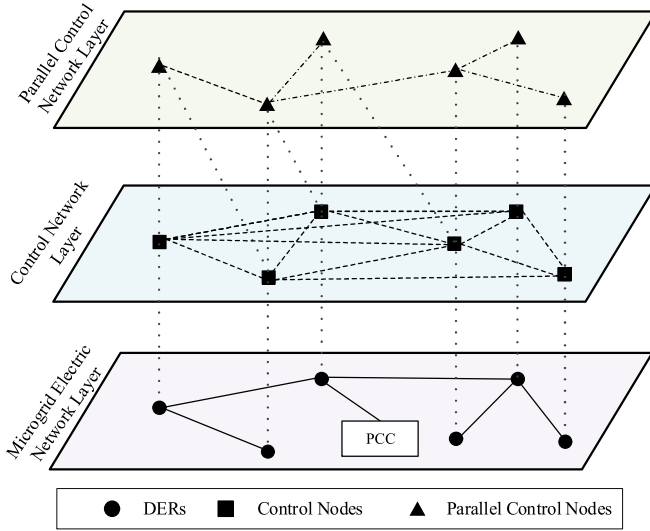 Parallel Control
Network Layer
Control Network
Layer
Microgrid Electric
Network Layer
PCC
DERs
Control Nodes
Parallel Control Nodes